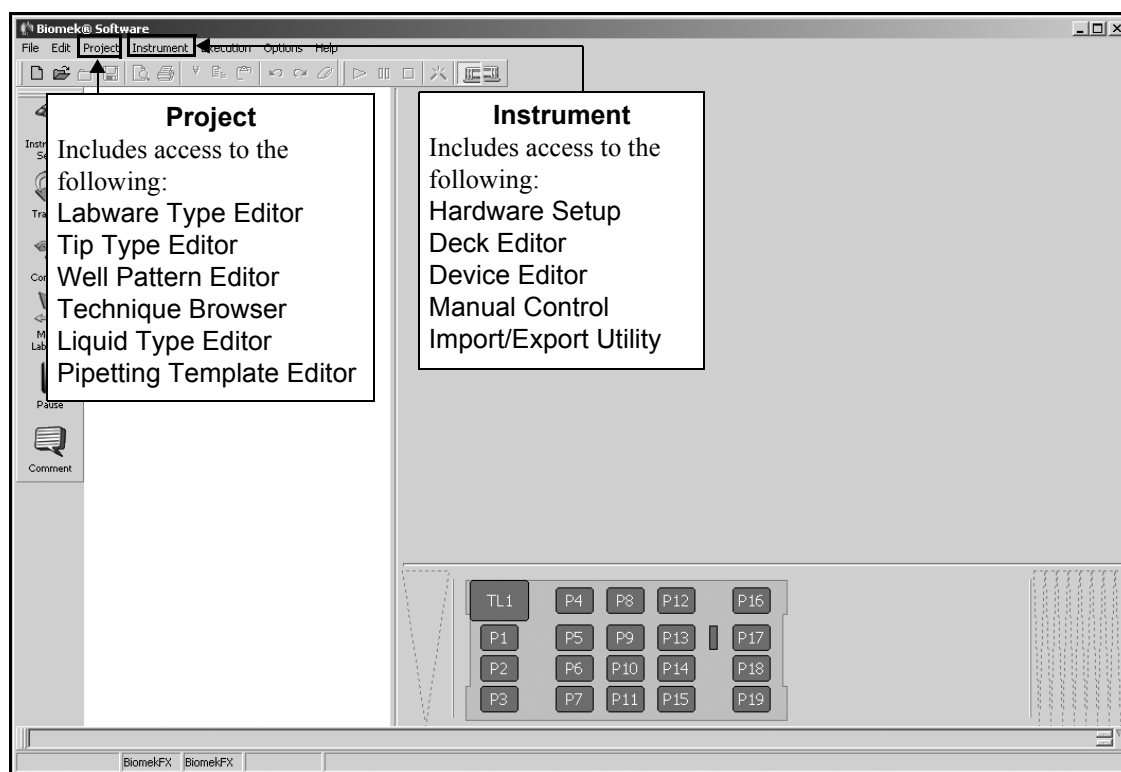 Biomek® Software
File Edit Project Instrument Execution Options Help
Project
Includes access to the
following:
Labware Type Editor
Tip Type Editor
Well Pattern Editor
Technique Browser
Liquid Type Editor
Pipetting Template Editor
Instrument
Includes access to the
following:
Hardware Setup
Deck Editor
Device Editor
Manual Control
Import/Export Utility
Pause
Comment
TL1 P4 P8 P12 P16
P1 P5 P9 P13 P17
P2 P6 P10 P14 P18
P3 P7 P11 P15 P19
BiomekFX BiomekFX